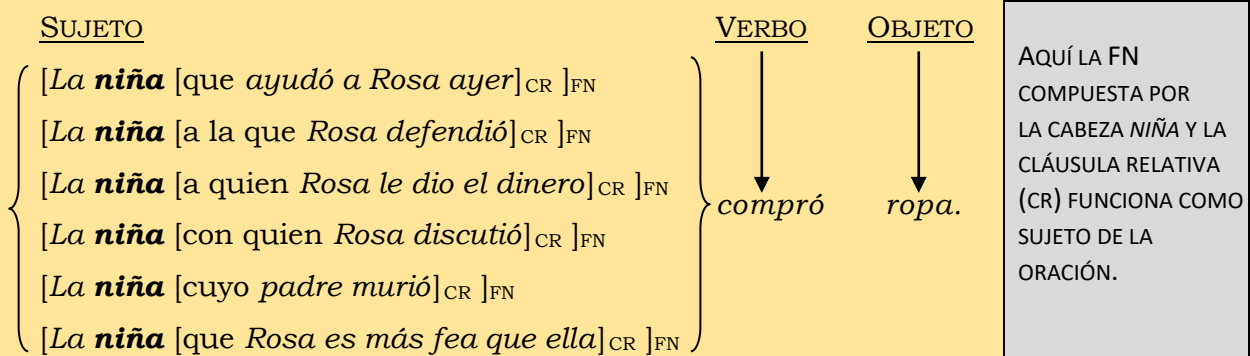 SUJETO VERBO OBJETO
[La niña [que ayudó a Rosa ayer]CR ]FN
[La niña [a la que Rosa defendió]CR ]FN
[La niña [a quien Rosa le dio el dinero]CR ]FN
[La niña [con quien Rosa discutió]CR ]FN
[La niña [cuyo padre murió]CR ]FN
[La niña [que Rosa es más fea que ella]CR ]FN
compró ropa.
AQUÍ LA FN
COMPUESTA POR
LA CABEZA NIÑA Y LA
CLÁUSULA RELATIVA
(CR) FUNCIONA COMO
SUJETO DE LA
ORACIÓN.